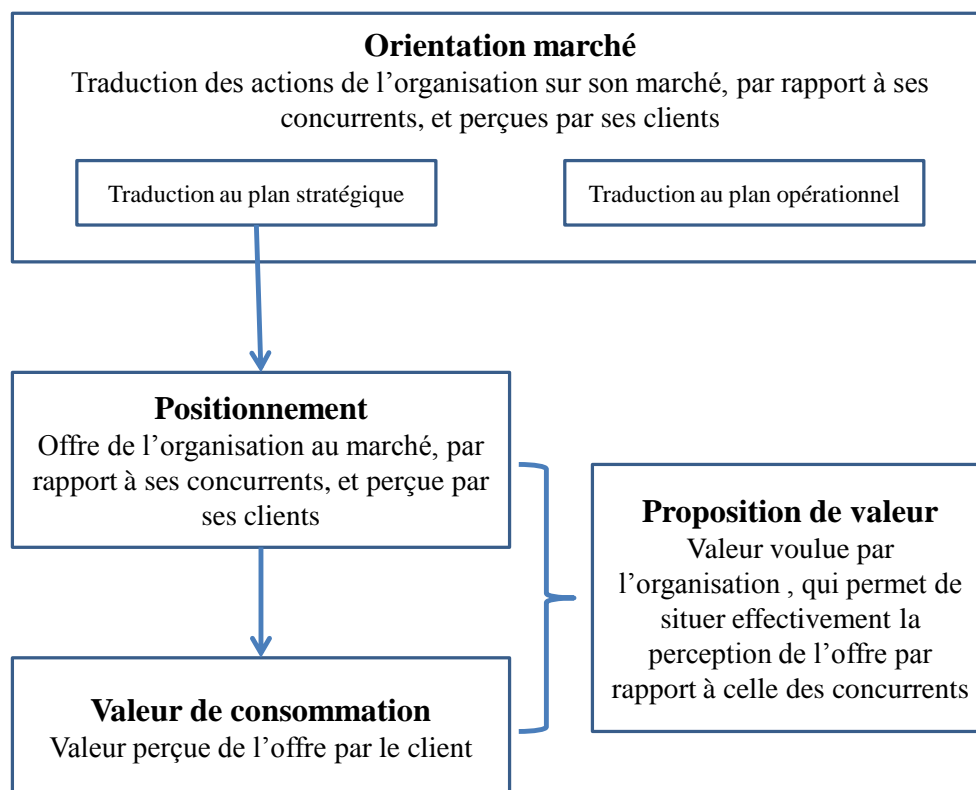 Orientation marché
Traduction des actions de l’organisation sur son marché, par rapport à ses
concurrents, et perçues par ses clients
Traduction au plan stratégique
Traduction au plan opérationnel
Positionnement
Offre de l’organisation au marché, par
rapport à ses concurrents, et perçue par
ses clients
Proposition de valeur
Valeur voulue par
l’organisation , qui permet de
situer effectivement la
perception de l’offre par
rapport à celle des concurrents
Valeur de consommation
Valeur perçue de l’offre par le client